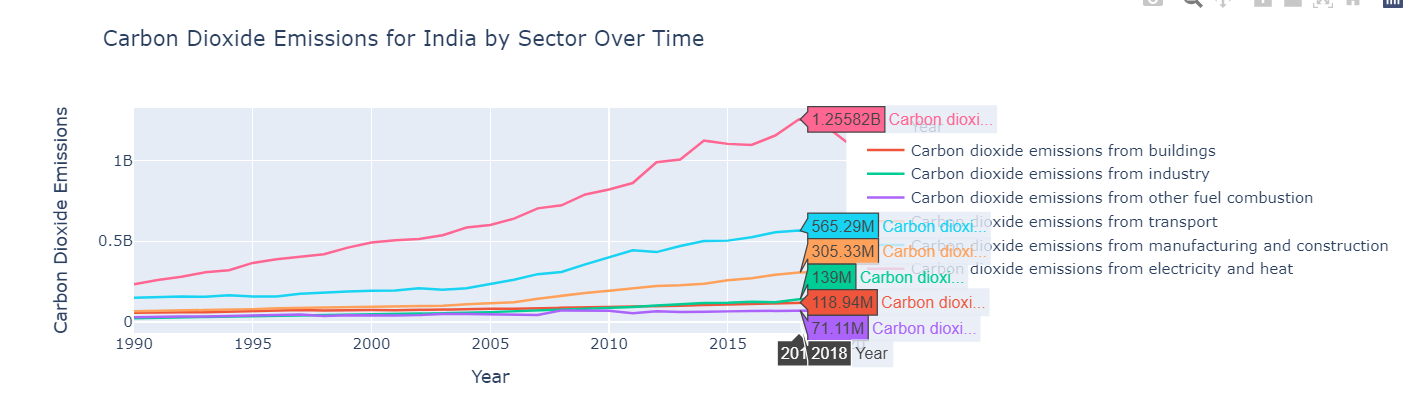 Carbon Dioxide Emissions for India by Sector Over Time
Carbon Dioxide Emissions
1B
0.5B
0
1990
1995
2000
2005
2010
2015
Year
1.25582B Carbon dioxi...
565.29M Carbon dioxi...
305.33M Carbon dioxi...
139M Carbon dioxi...
118.94M Carbon dioxi...
71.11M Carbon dioxi...
2018 Year
Year
Carbon dioxide emissions from buildings
Carbon dioxide emissions from industry
Carbon dioxide emissions from other fuel combustion
Carbon dioxide emissions from transport
Carbon dioxide emissions from manufacturing and construction
Carbon dioxide emissions from electricity and heat